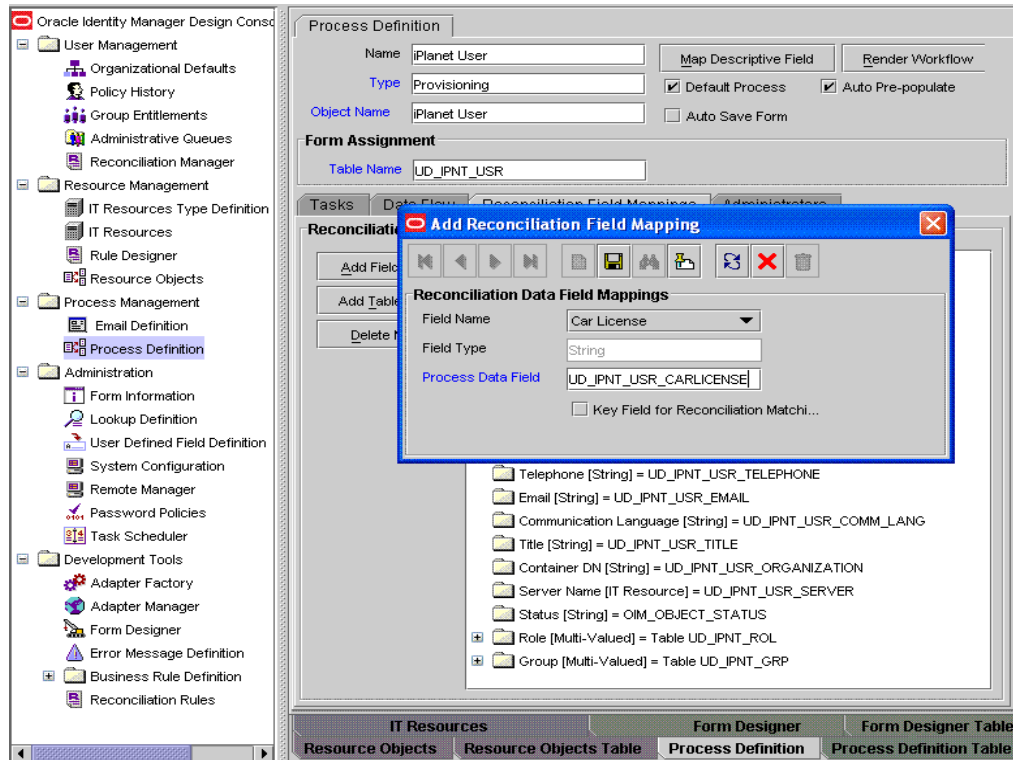 Oracle Identity Manager Design Conso
User Management
Organizational Defaults
Policy History
Group Entitlements
Administrative Queues
Reconciliation Manager
Resource Management
IT Resources Type Definition
IT Resources
Rule Designer
Resource Objects
Process Management
Email Definition
Process Definition
Administration
Form Information
Lookup Definition
User Defined Field Definition
System Configuration
Remote Manager
Password Policies
Task Scheduler
Development Tools
Adapter Factory
Adapter Manager
Form Designer
Error Message Definition
Business Rule Definition
Reconciliation Rules
Process Definition
Name iPlanet User Map Descriptive Field Render Workflow
Type Provisioning Default Process Auto Pre-populate
Object Name iPlanet User Auto Save Form
Form Assignment
Table Name UD_IPNT_USR
Tasks Data Flow Reconciliation Field Mappings Administrators
Reconciliati
Add Field
Add Table
Delete
Add Reconciliation Field Mapping
Reconciliation Data Field Mappings
Field Name Car License
Field Type String
Process Data Field UD_IPNT_USR_CARLICENSE
Key Field for Reconciliation Matchi...
Telephone [String] = UD_IPNT_USR_TELEPHONE
Email [String] = UD_IPNT_USR_EMAIL
Communication Language [String] = UD_IPNT_USR_COMM_LANG
Title [String] = UD_IPNT_USR_TITLE
Container DN [String] = UD_IPNT_USR_ORGANIZATION
Server Name [IT Resource] = UD_IPNT_USR_SERVER
Status [String] = OIM_OBJECT_STATUS
Role [Multi-Valued] = Table UD_IPNT_ROL
Group [Multi-Valued] = Table UD_IPNT_GRP
IT Resources Form Designer Form Designer Table
Resource Objects Resource Objects Table Process Definition Process Definition Table